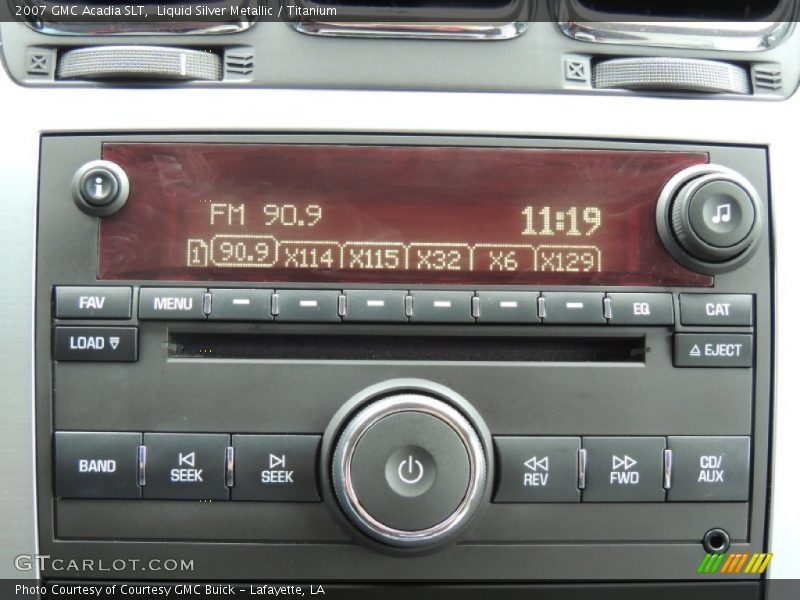 2007 GMC Acadia SLT,  Liquid Silver Metallic / Titanium
i
FM 90.9 11:19
1 90.9 X114 X115 X32 X6 X129
FAV MENU EQ CAT
LOAD EJECT
BAND SEEK SEEK REV FWD CD/AUX
GTCARLOT.COM
Photo Courtesy of Courtesy GMC Buick – Lafayette, LA